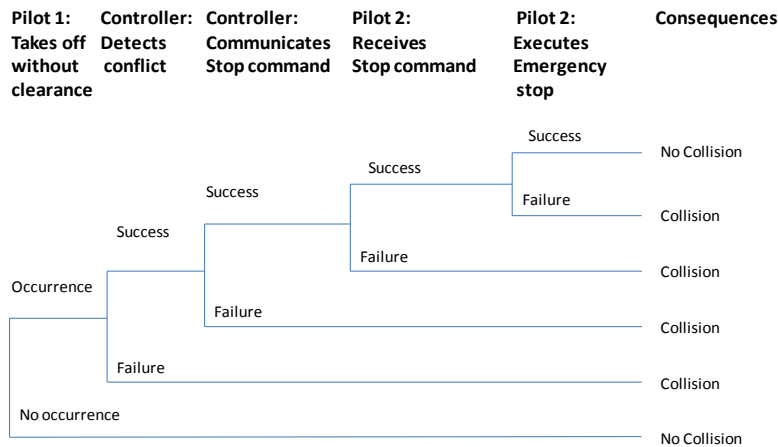 Pilot 1:
Takes off
without
clearance
Controller:
Detects
conflict
Controller:
Communicates
Stop command
Pilot 2:
Receives
Stop command
Pilot 2:
Executes
Emergency
stop
Consequences
Success
No Collision
Success
Failure
Collision
Success
Success
Failure
Collision
Occurrence
Failure
Collision
Failure
Collision
No occurrence
No Collision